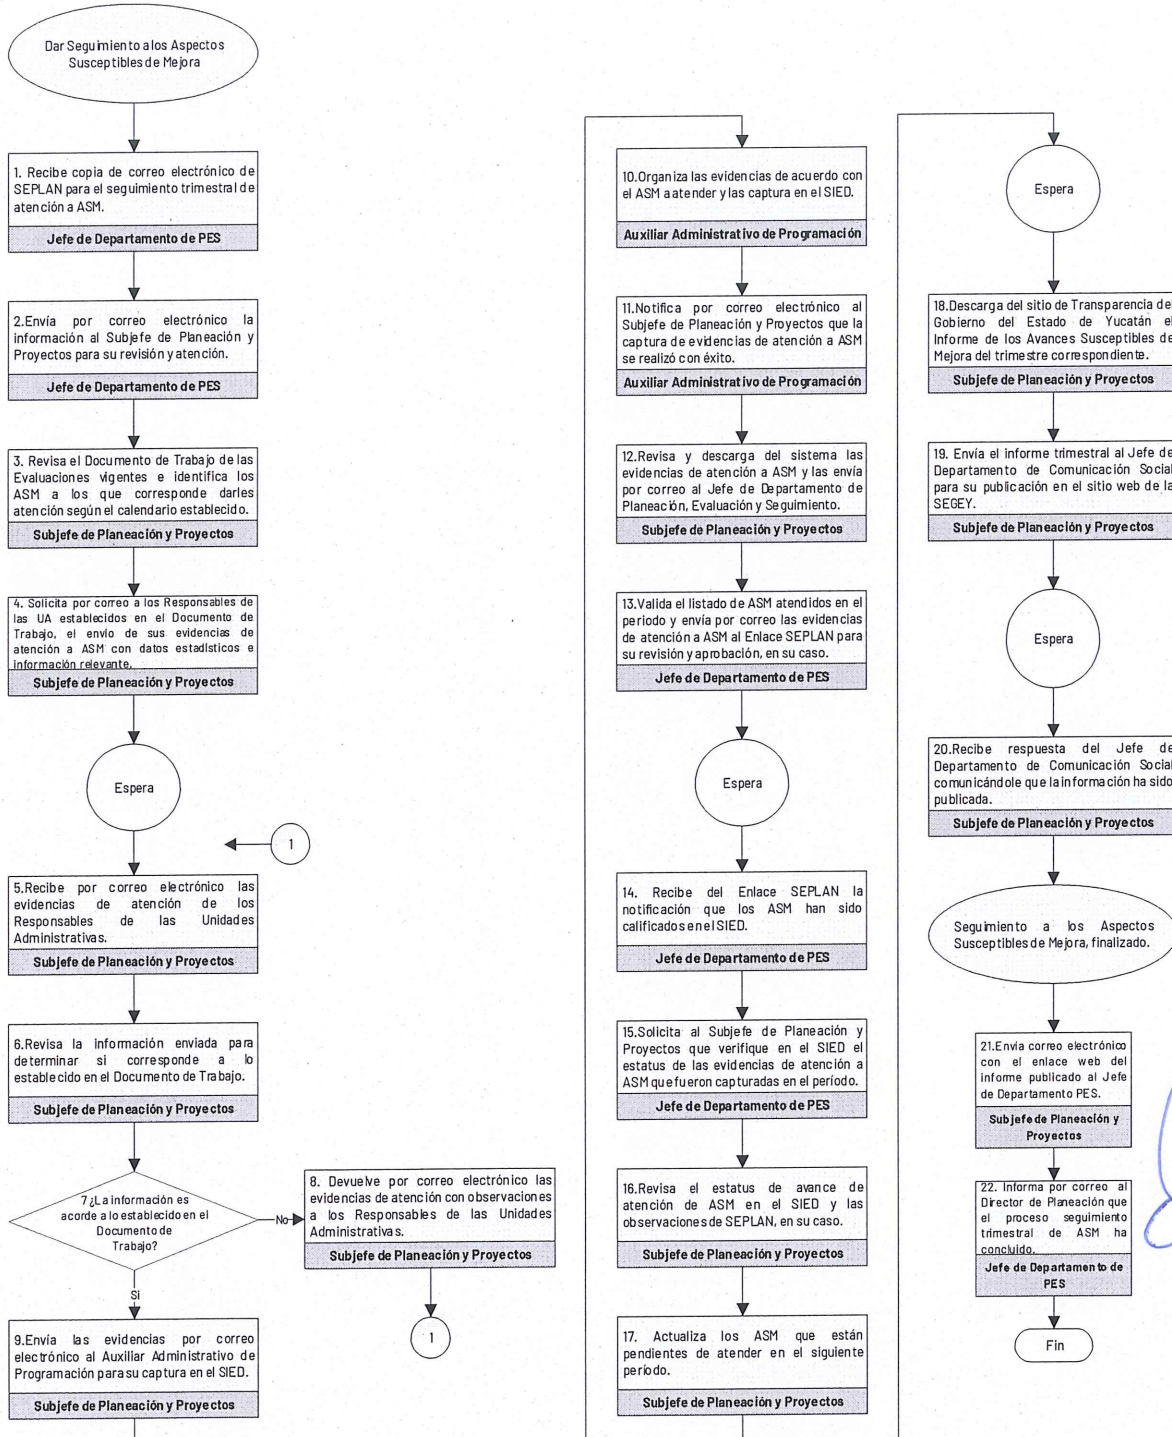 Dar Seguimiento a los Aspectos
Susceptibles de Mejora
1. Recibe copia de correo electrónico de
SEPLAN para el seguimiento trimestral de
atención a ASM.
Jefe de Departamento de PES
2.Envía por correo electrónico la
información al Subjefe de Planeación y
Proyectos para su revisión y atención.
Jefe de Departamento de PES
3. Revisa el Documento de Trabajo de las
Evaluaciones vigentes e identifica los
ASM a los que corresponde darles
atención según el calendario establecido.
Subjefe de Planeación y Proyectos
4. Solicita por correo a los Responsables de
las UA establecidos en el Documento de
Trabajo, el envío de sus evidencias de
atención a ASM con datos estadísticos e
información relevante.
Subjefe de Planeación y Proyectos
Espera
1
5.Recibe por correo electrónico las
evidencias de atención de los
Responsables de las Unidades
Administrativas.
Subjefe de Planeación y Proyectos
6.Revisa la información enviada para
determinar si corresponde a lo
establecido en el Documento de Trabajo.
Subjefe de Planeación y Proyectos
7 ¿La información es
acorde a lo establecido en el
Documento de
Trabajo?
No
8. Devuelve por correo electrónico las
evidencias de atención con observaciones
a los Responsables de las Unidades
Administrativas.
Subjefe de Planeación y Proyectos
1
Si
9.Envía las evidencias por correo
electrónico al Auxiliar Administrativo de
Programación para su captura en el SIED.
Subjefe de Planeación y Proyectos
10.Organiza las evidencias de acuerdo con
el ASM a atender y las captura en el SIED.
Auxiliar Administrativo de Programación
11.Notifica por correo electrónico al
Subjefe de Planeación y Proyectos que la
captura de evidencias de atención a ASM
se realizó con éxito.
Auxiliar Administrativo de Programación
12.Revisa y descarga del sistema las
evidencias de atención a ASM y las envía
por correo al Jefe de Departamento de
Planeación, Evaluación y Seguimiento.
Subjefe de Planeación y Proyectos
13.Valida el listado de ASM atendidos en el
periodo y envía por correo las evidencias
de atención a ASM al Enlace SEPLAN para
su revisión y aprobación, en su caso.
Jefe de Departamento de PES
Espera
14. Recibe del Enlace SEPLAN la
notificación que los ASM han sido
calificados en el SIED.
Jefe de Departamento de PES
15.Solicita al Subjefe de Planeación y
Proyectos que verifique en el SIED el
estatus de las evidencias de atención a
ASM que fueron capturadas en el período.
Jefe de Departamento de PES
16.Revisa el estatus de avance de
atención de ASM en el SIED y las
observaciones de SEPLAN, en su caso.
Subjefe de Planeación y Proyectos
17. Actualiza los ASM que están
pendientes de atender en el siguiente
período.
Subjefe de Planeación y Proyectos
Espera
18.Descarga del sitio de Transparencia del
Gobierno del Estado de Yucatán el
Informe de los Avances Susceptibles de
Mejora del trimestre correspondiente.
Subjefe de Planeación y Proyectos
19. Envía el informe trimestral al Jefe de
Departamento de Comunicación Social
para su publicación en el sitio web de la
SEGEY.
Subjefe de Planeación y Proyectos
Espera
20.Recibe respuesta del Jefe de
Departamento de Comunicación Social
comunicándole que la información ha sido
publicada.
Subjefe de Planeación y Proyectos
Seguimiento a los Aspectos
Susceptibles de Mejora, finalizado.
21.Envia correo electrónico
con el enlace web del
informe publicado al Jefe
de Departamento PES.
Subjefe de Planeación y
Proyectos
22. Informa por correo al
Director de Planeación que
el proceso seguimiento
trimestral de ASM ha
concluido.
Jefe de Departamento de
PES
Fin